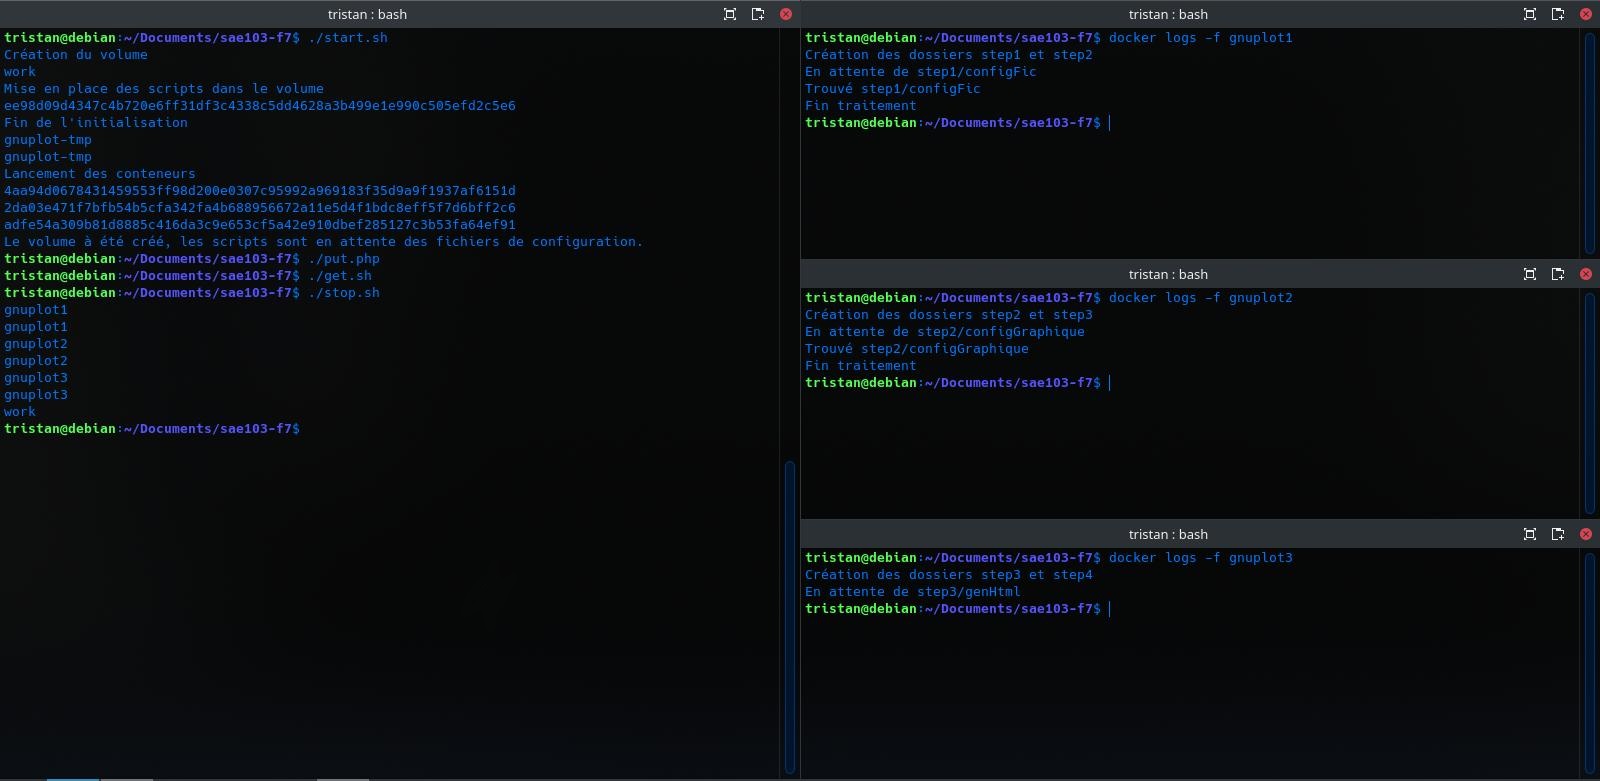 tristan : bash
tristan@debian:~/Documents/sae103-f7$ ./start.sh
Création du volume
work
Mise en place des scripts dans le volume
ee98d09d4347c4b720e6ff31df3c4338c5dd4628a3b499e1e990c505efd2c5e6
Fin de l'initialisation
gnuplot-tmp
gnuplot-tmp
Lancement des conteneurs
4aa94d0678431459553ff98d200e0307c95992a969183f35d9a9f1937af6151d
2da03e471f7bfb54b5cfa342fa4b688956672a11e5d4f1bdc8eff5f7d6bff2c6
adfe54a309b81d8885c416da3c9e653cf5a42e910dbef285127c3b53fa64ef91
Le volume à été créé, les scripts sont en attente des fichiers de configuration.
tristan@debian:~/Documents/sae103-f7$ ./put.php
tristan@debian:~/Documents/sae103-f7$ ./get.sh
tristan@debian:~/Documents/sae103-f7$ ./stop.sh
gnuplot1
gnuplot1
gnuplot2
gnuplot2
gnuplot3
gnuplot3
work
tristan@debian:~/Documents/sae103-f7$
tristan : bash
tristan@debian:~/Documents/sae103-f7$ docker logs -f gnuplot1
Création des dossiers step1 et step2
En attente de step1/configFic
Trouvé step1/configFic
Fin traitement
tristan@debian:~/Documents/sae103-f7$
tristan : bash
tristan@debian:~/Documents/sae103-f7$ docker logs -f gnuplot2
Création des dossiers step2 et step3
En attente de step2/configGraphique
Trouvé step2/configGraphique
Fin traitement
tristan@debian:~/Documents/sae103-f7$
tristan : bash
tristan@debian:~/Documents/sae103-f7$ docker logs -f gnuplot3
Création des dossiers step3 et step4
En attente de step3/genHtml
tristan@debian:~/Documents/sae103-f7$